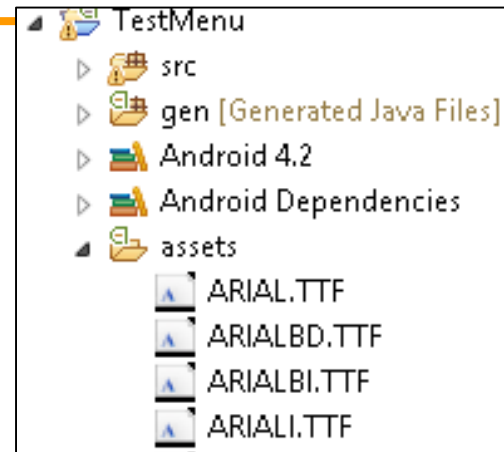 TestMenu
src
gen [Generated Java Files]
Android 4.2
Android Dependencies
assets
ARIAL.TTF
ARIALBD.TTF
ARIALBI.TTF
ARIALI.TTF